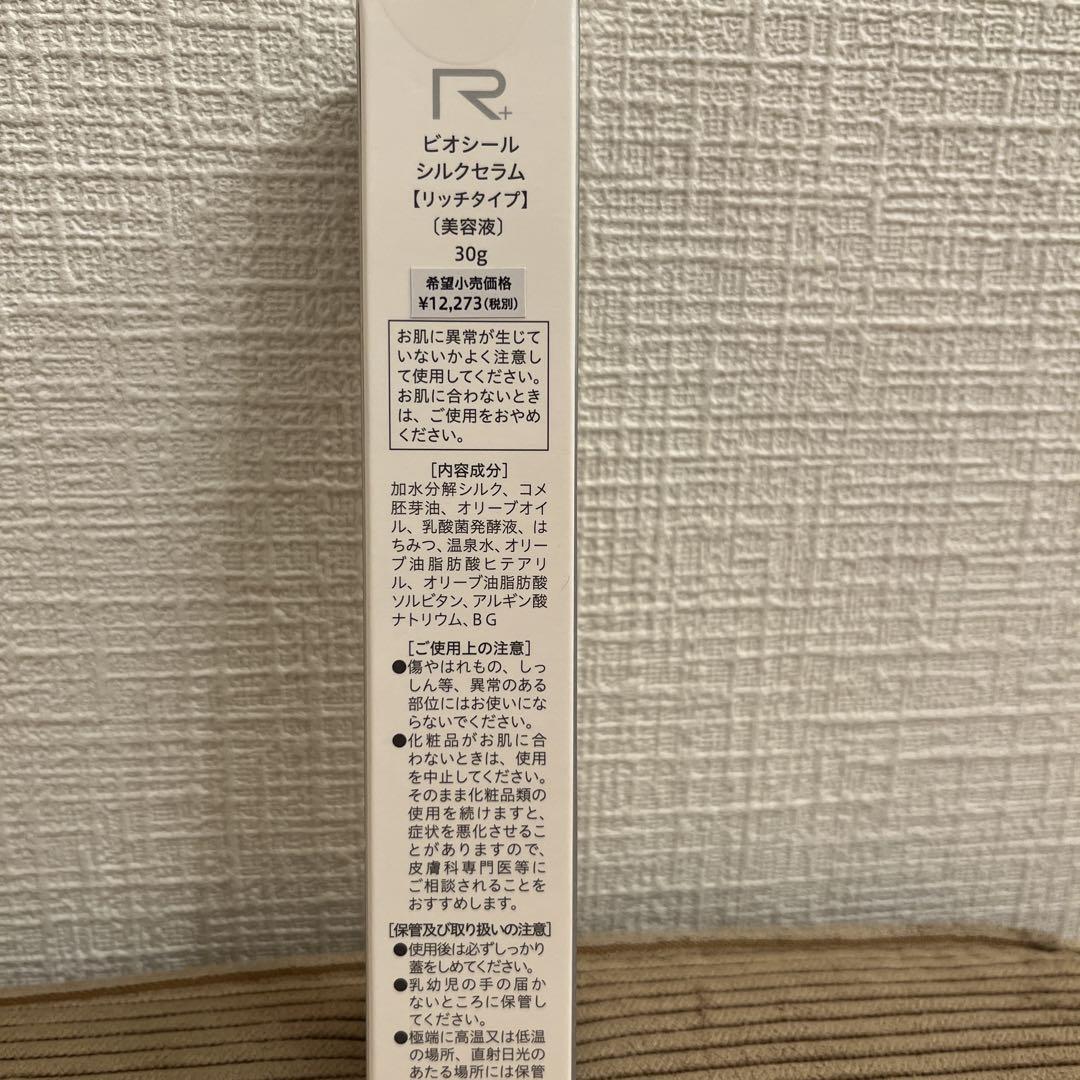 R+
ビオシール
シルクセラム
【リッチタイプ】
〔美容液〕
30g
希望小売価格
¥12,273(税別)
お肌に異常が生じて
いないかよく注意し
て使用してください。
お肌に合わないとき
は、ご使用をおやめ
ください。
[内容成分]
加水分解シルク、コメ
胚芽油、オリーブオイ
ル、乳酸菌発酵液、は
ちみつ、温泉水、オリー
ブ油脂肪酸ヒテアリ
ル、オリーブ油脂肪酸
ソルビタン、アルギン酸
ナトリウム、BG
[ご使用上の注意]
●傷やはれもの、しっ
しん等、異常のある
部位にはお使いにな
らないでください。
●化粧品がお肌に合
わないときは、使用
を中止してください。
そのまま化粧品類の
使用を続けますと、
症状を悪化させるこ
とがありますので、
皮膚科専門医等に
ご相談されることを
おすすめします。
[保管及び取り扱いの注意]
●使用後は必ずしっかり
蓋をしめてください。
●乳幼児の手の届か
ないところに保管し
てください。
●極端に高温又は低温
の場所、直射日光の
あたる場所には保管